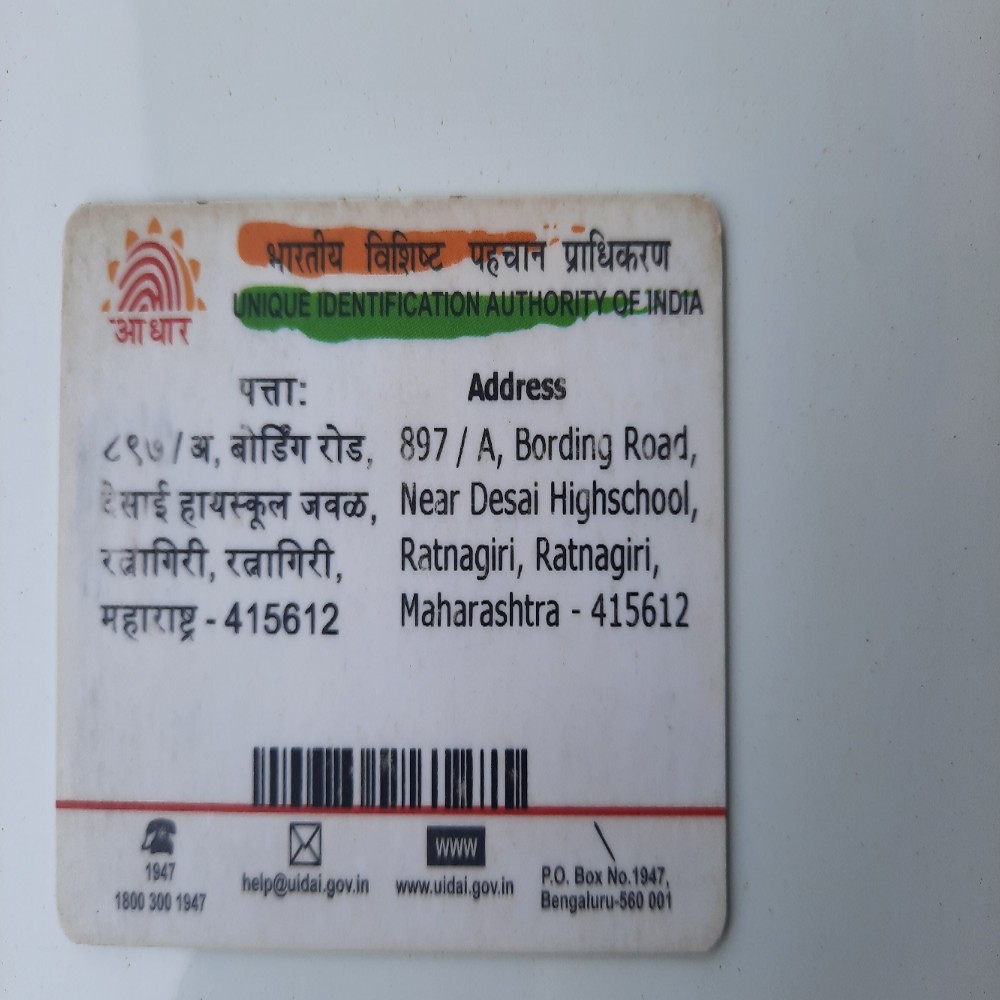 भारतीय विशिष्ट पहचान प्राधिकरण
UNIQUE IDENTIFICATION AUTHORITY OF INDIA
आधार
पत्ता:
८९७ / अ, बोर्डिंग रोड,
देसाई हायस्कूल जवळ,
रत्नागिरी, रत्नागिरी,
महाराष्ट्र - 415612
Address
897 / A, Bording Road,
Near Desai Highschool,
Ratnagiri, Ratnagiri,
Maharashtra - 415612
1947
1800 300 1947
help@uidai.gov.in
www
www.uidai.gov.in
P.O. Box No.1947,
Bengaluru-560 001